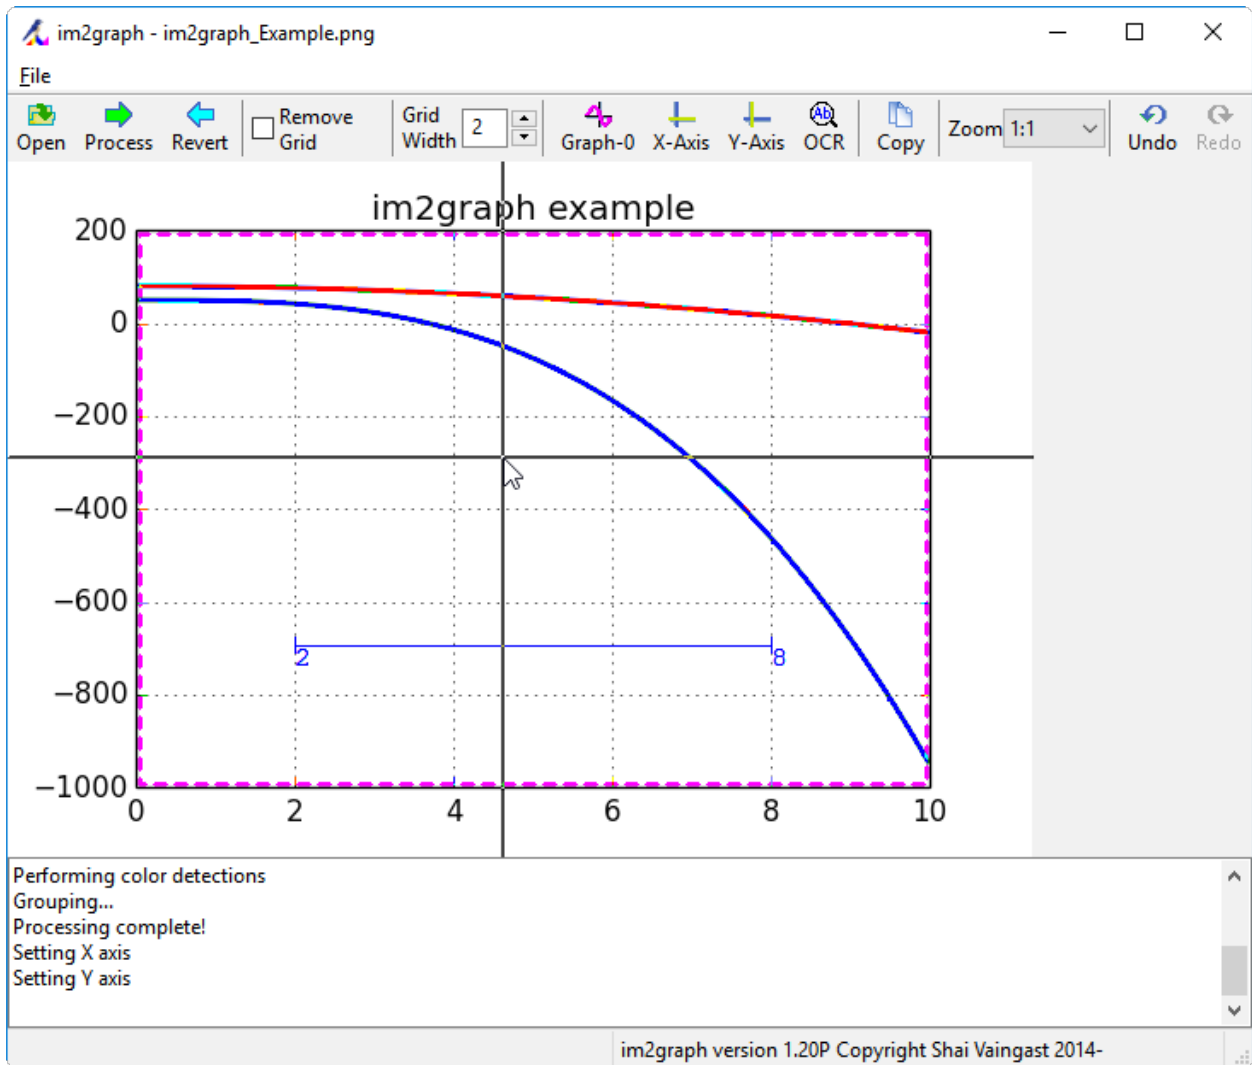 im2graph - im2graph_Example.png
File
Open Process Revert Remove Grid Grid Width 2 Graph-0 X-Axis Y-Axis OCR Copy Zoom 1:1 Undo Redo
im2graph example
200
0
−200
−400
−600
2 8
−800
−1000
0 2 4 6 8 10
Performing color detections
Grouping...
Processing complete!
Setting X axis
Setting Y axis
im2graph version 1.20P Copyright Shai Vaingast 2014-